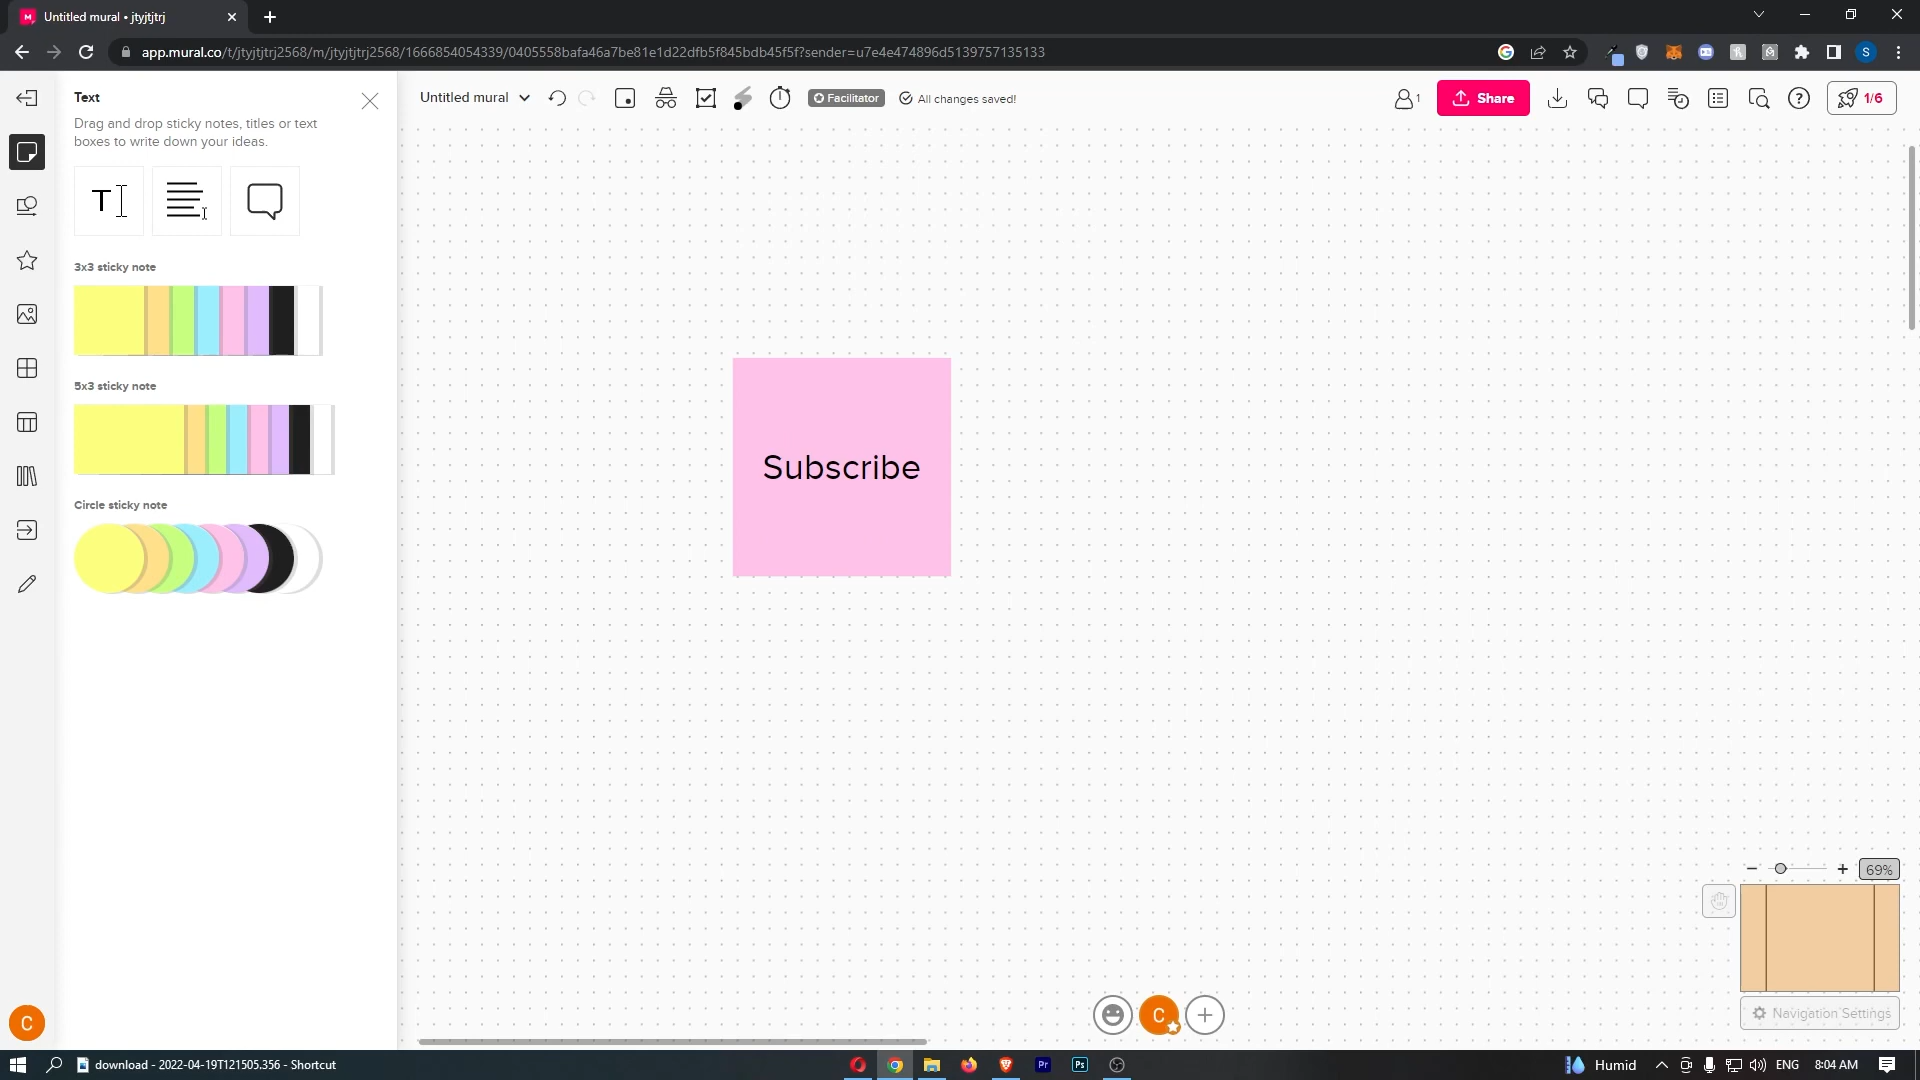 Untitled mural • jtyjtjtrj
app.mural.co/t/jtyjtjtrj2568/m/jtyjtjtrj2568/1666854054339/0405558bafa46a7be81e1d22dfb5f845bdb45f5f?sender=u7e4e474896d5139757135133
S
Text
Drag and drop sticky notes, titles or text
boxes to write down your ideas.
T
3x3 sticky note
5x3 sticky note
Circle sticky note
Untitled mural
Facilitator
All changes saved!
1
Share
1/6
Subscribe
69%
Navigation Settings
C
C
download - 2022-04-19T121505.356 - Shortcut
Pr
Ps
Humid
ENG
8:04 AM